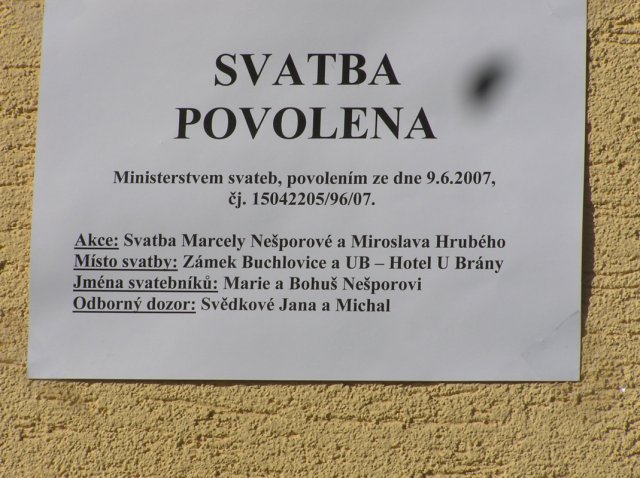 SVATBA
POVOLENA
Ministerstvem svateb, povolením ze dne 9.6.2007,
čj. 15042205/96/07.
Akce: Svatba Marcely Nešporové a Miroslava Hrubého
Místo svatby: Zámek Buchlovice a UB – Hotel U Brány
Jména svatebníků: Marie a Bohuš Nešporovi
Odborný dozor: Svědkové Jana a Michal